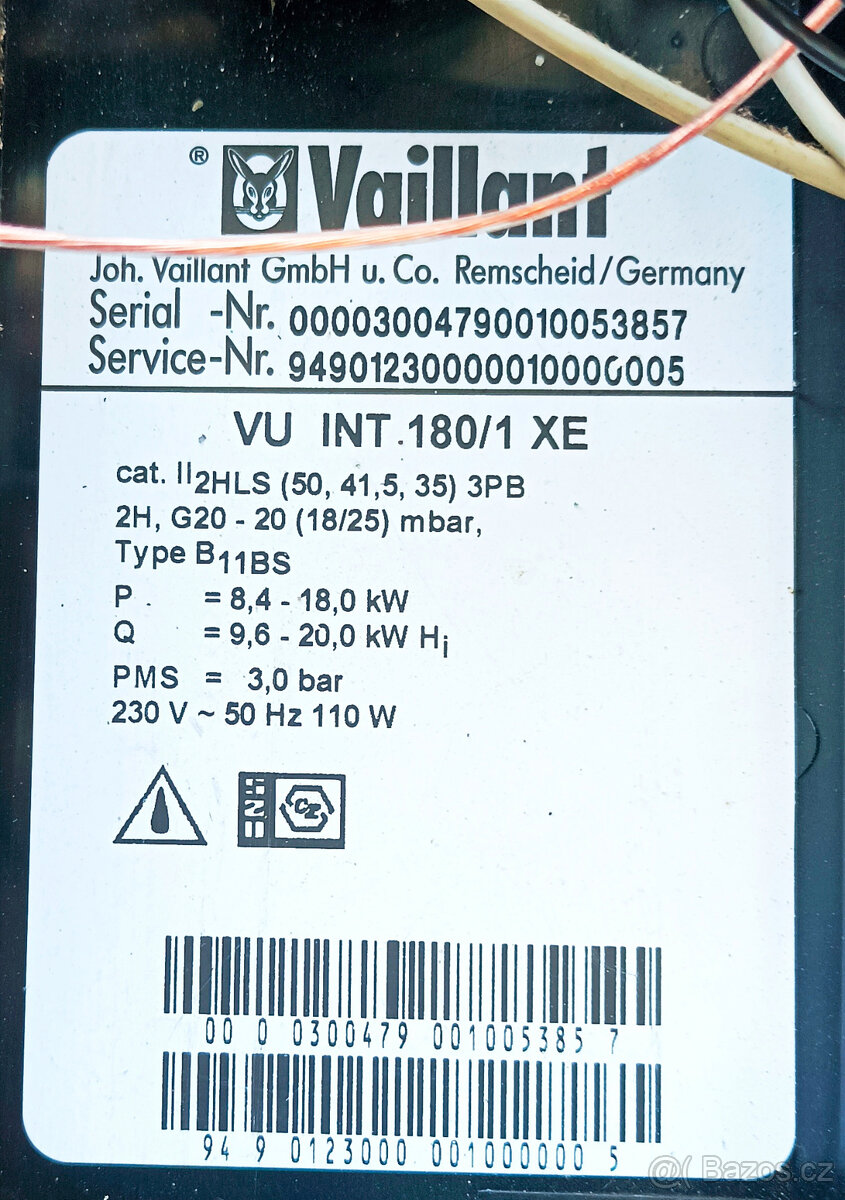 ® Vaillant
Joh. Vaillant GmbH u. Co. Remscheid/Germany
Serial -Nr. 00003004790010053857
Service-Nr. 94901230000010000005
VU INT 180/1 XE
cat. II2HLS (50, 41,5, 35) 3PB
2H, G20 - 20 (18/25) mbar,
Type B11BS
P = 8,4 - 18,0 kW
Q = 9,6 - 20,0 kW Hi
PMS = 3,0 bar
230 V ~ 50 Hz 110 W
CZ
00 0 0300479 001005385 7
94 9 0123000 001000000 5
@( Bazos.cz